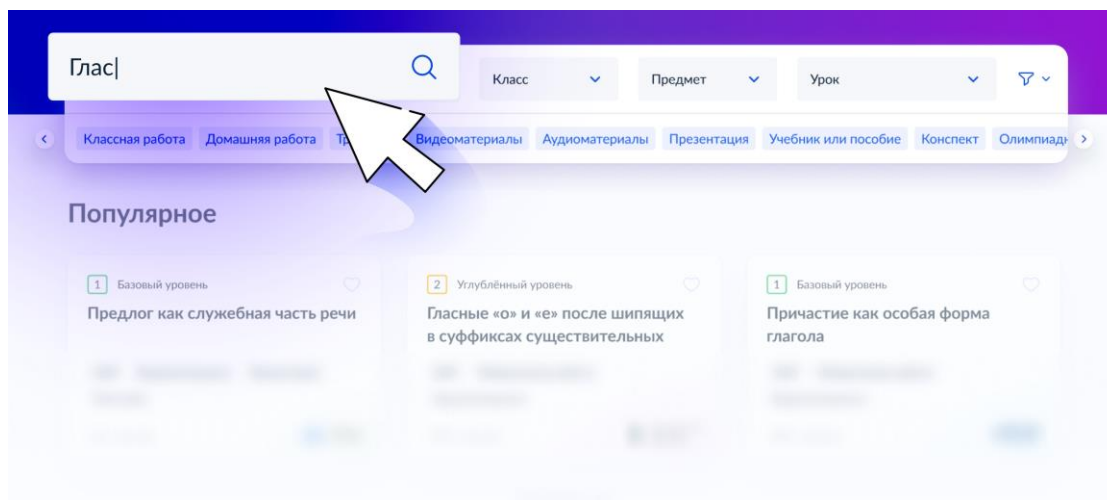 Глас
Класс
Предмет
Урок
Классная работа
Домашняя работа
Видеоматериалы
Аудиоматериалы
Презентация
Учебник или пособие
Конспект
Популярное
1 Базовый уровень
Предлог как служебная часть речи
2 Углублённый уровень
Гласные «о» и «е» после шипящих
в суффиксах существительных
1 Базовый уровень
Причастие как особая форма
глагола